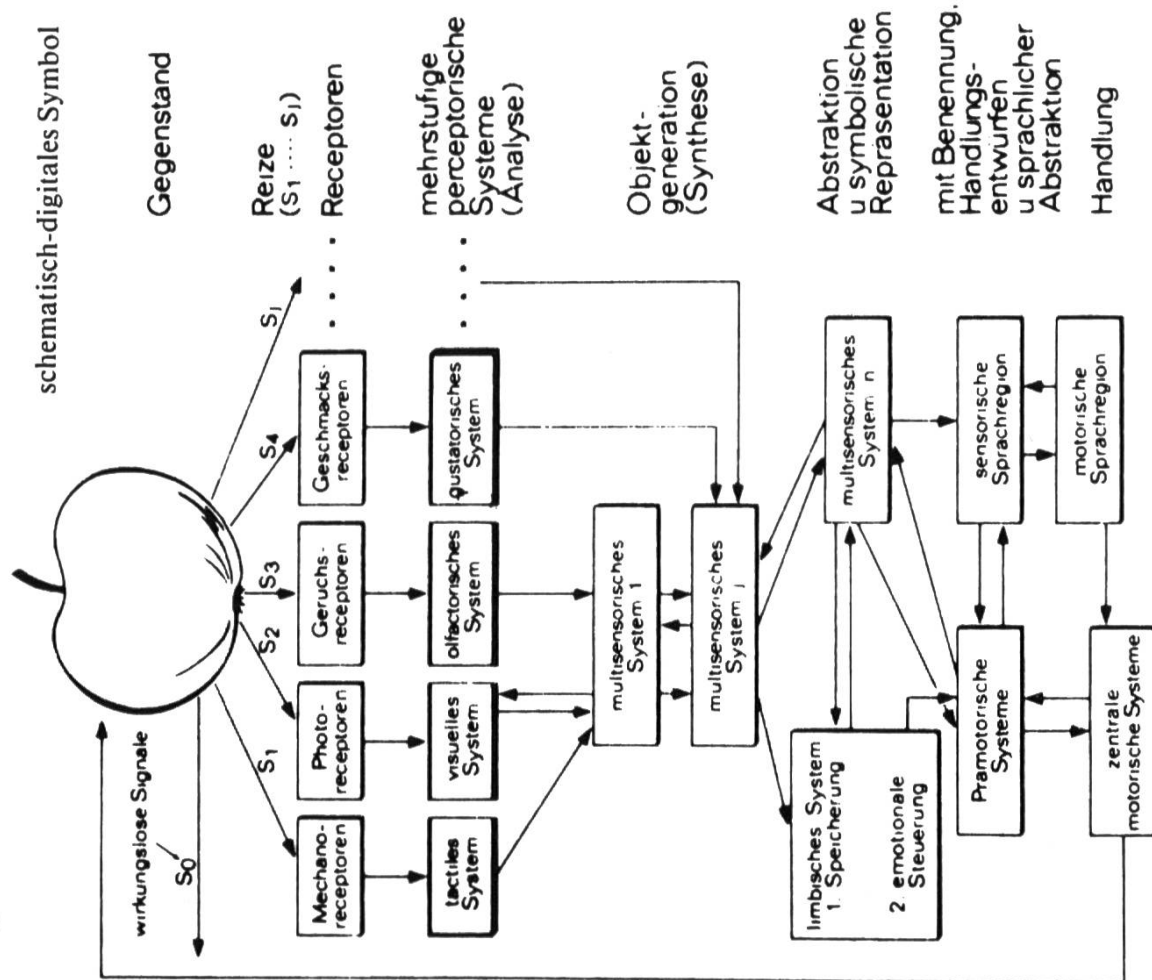 schematisch-digitales Symbol
Gegenstand
wirkungslose Signale
S0
S1
S2
S3
S4
Sj
Reize
(S1 ····· Sj)
Mechano-
receptoren
Photo-
receptoren
Geruchs-
receptoren
Geschmacks-
receptoren
· · · ·
Receptoren
tactiles
System
visuelles
System
olfactorisches
System
gustatorisches
System
· · · ·
mehrstufige
perceptorische
Systeme
(Analyse)
multisensorisches
System 1
multisensorisches
System j
Objekt-
generation
(Synthese)
limbisches System
1. Speicherung
2. emotionale
Steuerung
multisensorisches
System n
Abstraktion
u symbolische
Repräsentation
Pramotorische
Systeme
sensorische
Sprachregion
mit Benennung,
Handlungs-
entwürfen
u sprachlicher
Abstraktion
zentrale
motorische Systeme
motorische
Sprachregion
Handlung